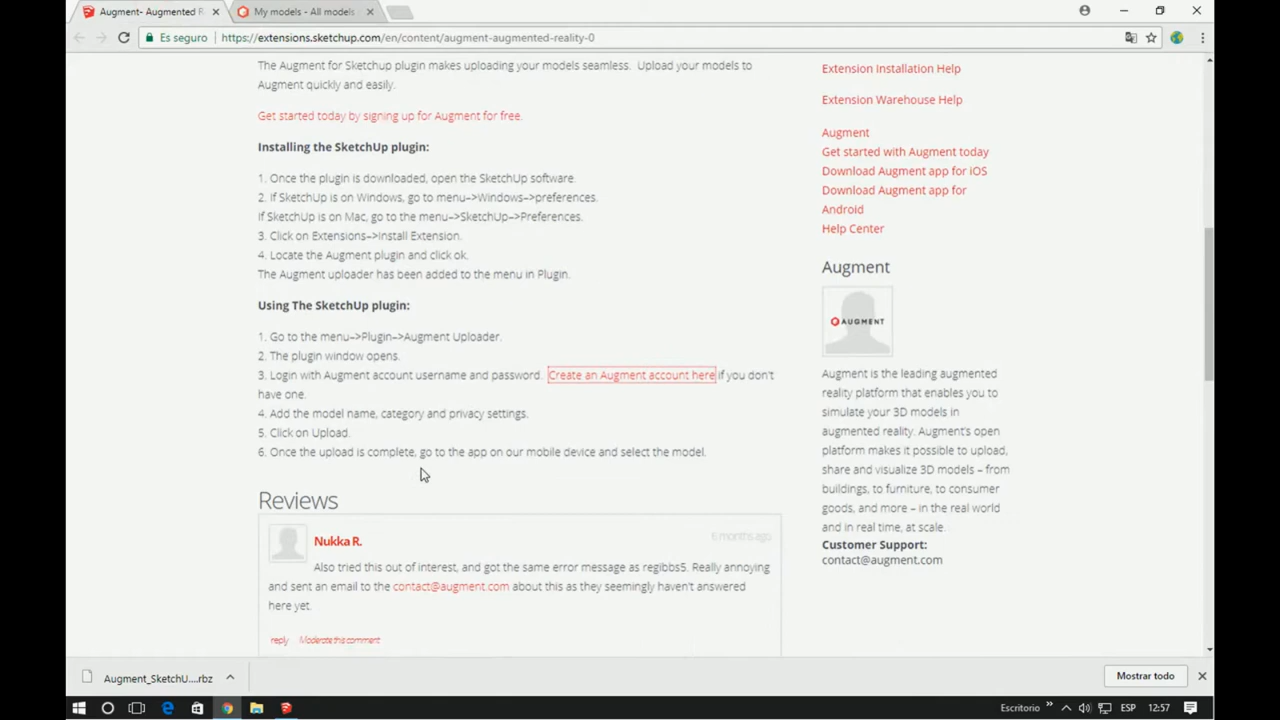 Augment- Augmented R
My models - All models
Es seguro
https://extensions.sketchup.com/en/content/augment-augmented-reality-0
The Augment for Sketchup plugin makes uploading your models seamless. Upload your models to
Augment quickly and easily.
Get started today by signing up for Augment for free.
Installing the SketchUp plugin:
1. Once the plugin is downloaded, open the SketchUp software.
2. If SketchUp is on Windows, go to menu–>Windows–>preferences.
If SketchUp is on Mac, go to the menu–>SketchUp–>Preferences.
3. Click on Extensions–>Install Extension.
4. Locate the Augment plugin and click ok.
The Augment uploader has been added to the menu in Plugin.
Using The SketchUp plugin:
1. Go to the menu–>Plugin–>Augment Uploader.
2. The plugin window opens.
3. Login with Augment account username and password. Create an Augment account here if you don't
have one.
4. Add the model name, category and privacy settings.
5. Click on Upload.
6. Once the upload is complete, go to the app on our mobile device and select the model.
Reviews
Nukka R.
6 months ago
Also tried this out of interest, and got the same error message as regibbs5. Really annoying
and sent an email to the contact@augment.com about this as they seemingly haven't answered
here yet.
reply
Moderate this comment
Extension Installation Help
Extension Warehouse Help
Augment
Get started with Augment today
Download Augment app for iOS
Download Augment app for
Android
Help Center
Augment
AUGMENT
Augment is the leading augmented
reality platform that enables you to
simulate your 3D models in
augmented reality. Augment's open
platform makes it possible to upload,
share and visualize 3D models – from
buildings, to furniture, to consumer
goods, and more – in the real world
and in real time, at scale.
Customer Support:
contact@augment.com
Augment_SketchU....rbz
Mostrar todo
Escritorio
ESP
12:57